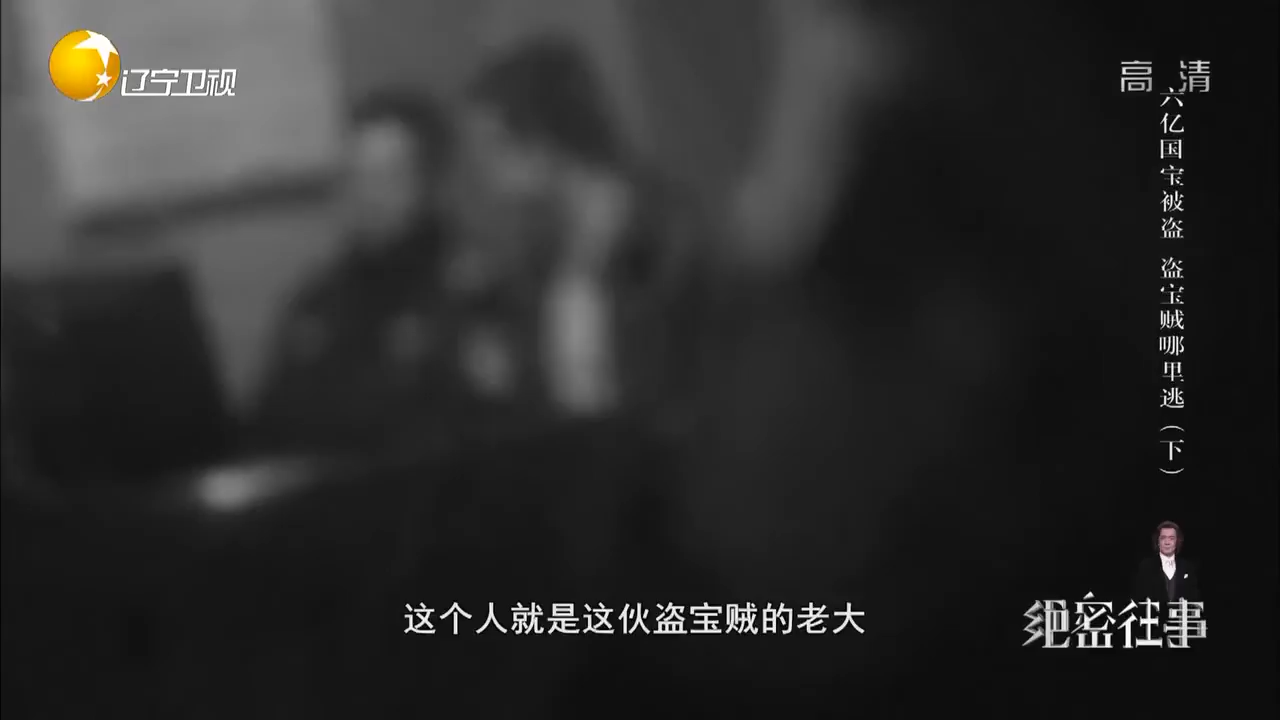 辽宁卫视
高清
六亿国宝被盗 盗宝贼哪里逃（下）
这个人就是这伙盗宝贼的老大
绝密往事